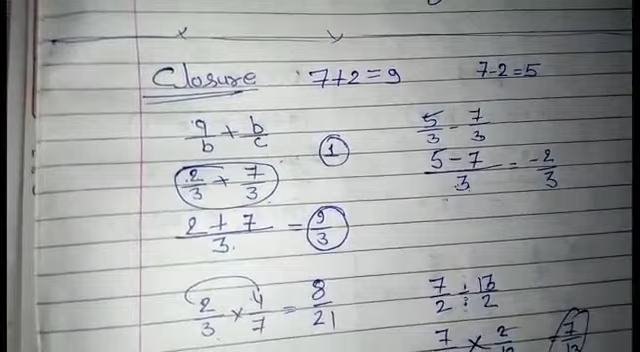 Closure 7+2=9 7-2=5
a/b + b/c ① 5/3 - 7/3
2/3 + 7/3 5-7/3 = -2/3
2+7/3 = 9/3
2/3 × 4/7 = 8/21 7/2 ÷ 13/2
7 × 2 7/13